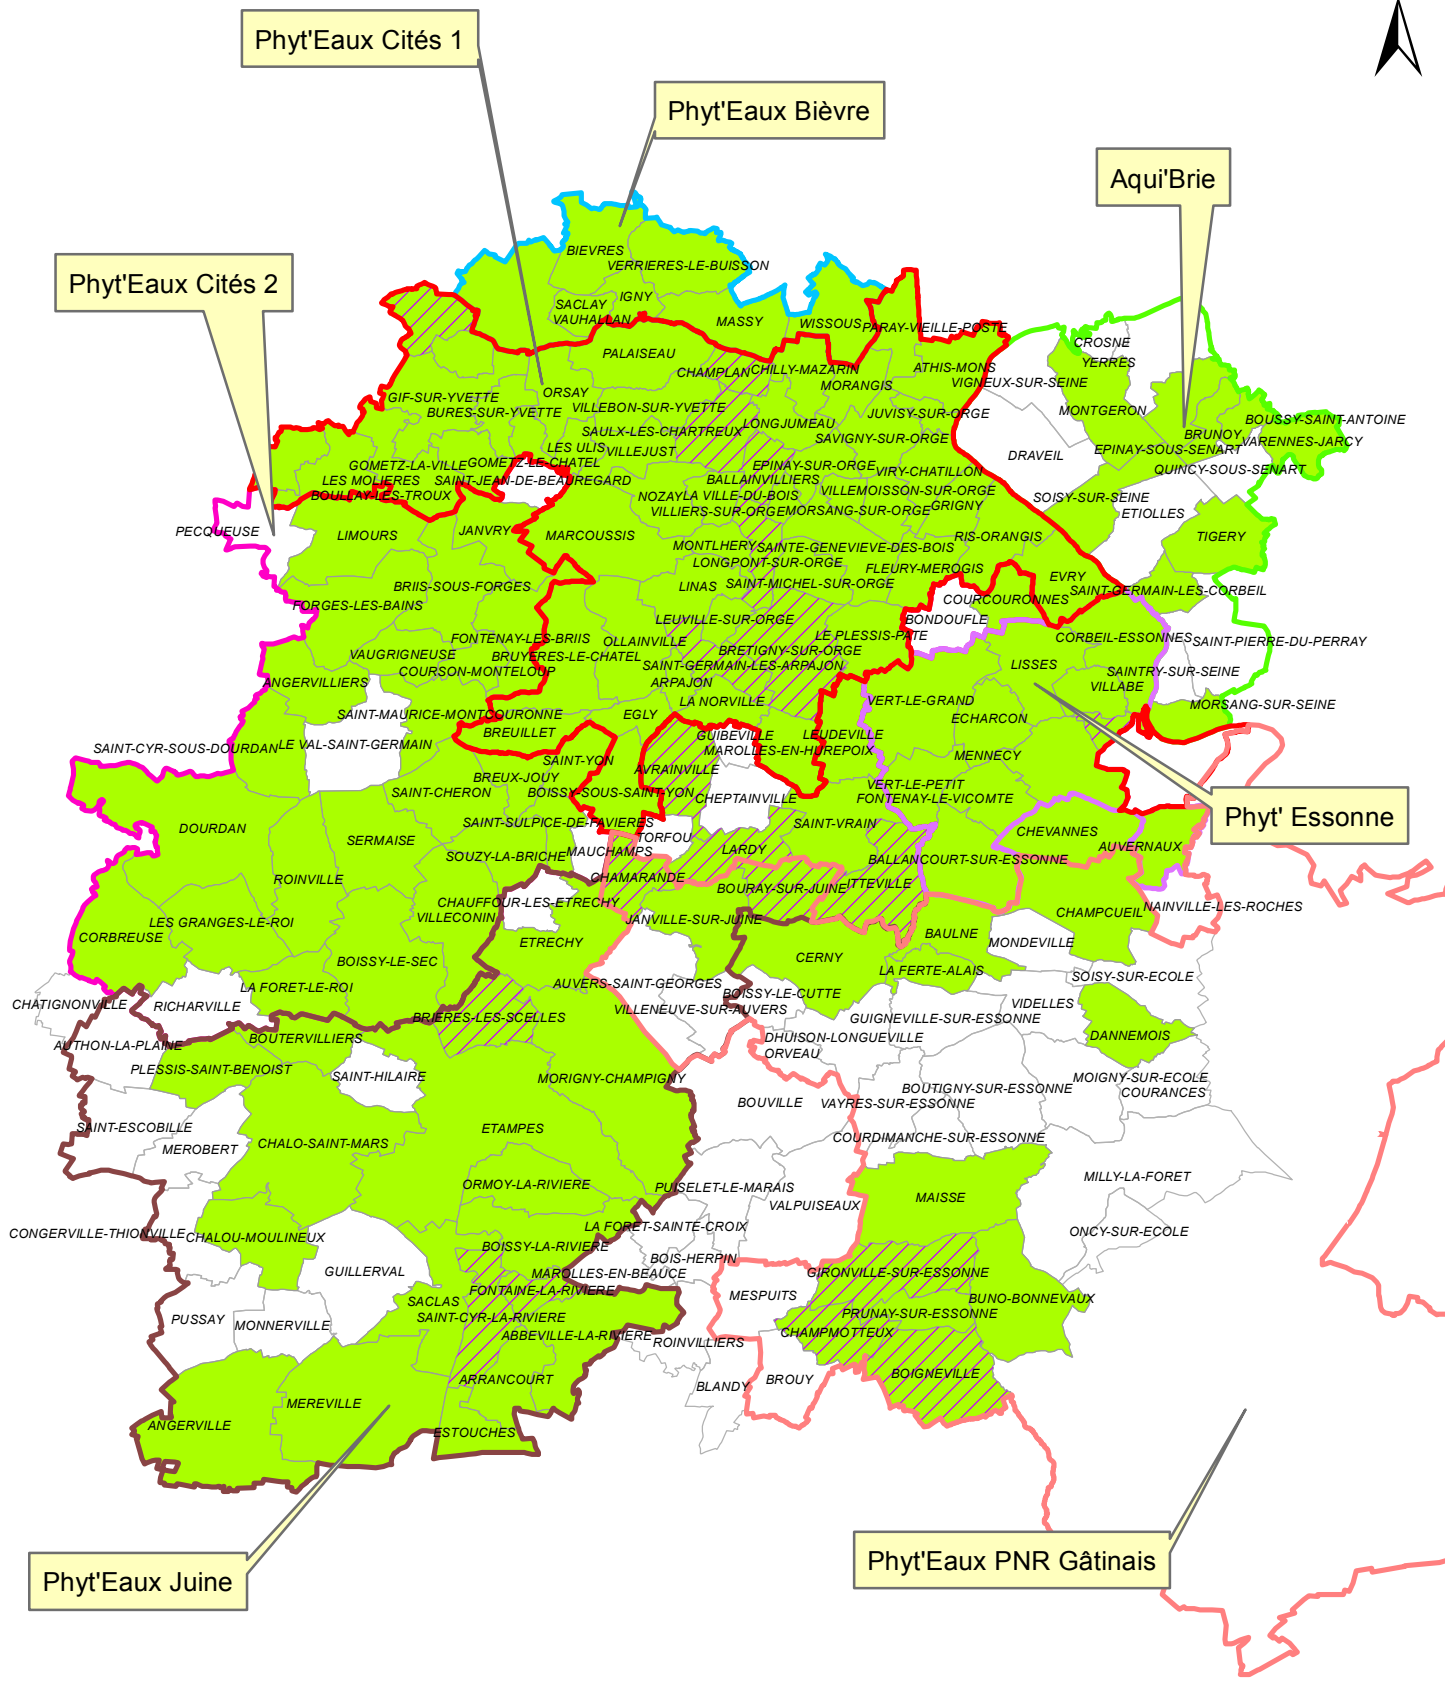 Phyt'Eaux Cités 1
Phyt'Eaux Bièvre
Aqui'Brie
Phyt'Eaux Cités 2
BIEVRES
VERRIERES-LE-BUISSON
IGNY
SACLAY
VAUHALLAN
MASSY
WISSOUS
PARAY-VIEILLE-POSTE
CROSNE
YERRES
PALAISEAU
CHAMPLAN
CHILLY-MAZARIN
MORANGIS
ATHIS-MONS
VIGNEUX-SUR-SEINE
GIF-SUR-YVETTE
ORSAY
BURES-SUR-YVETTE
VILLEBON-SUR-YVETTE
MONTGERON
JUVISY-SUR-ORGE
BOUSSY-SAINT-ANTOINE
LONGJUMEAU
SAULX-LES-CHARTREUX
SAVIGNY-SUR-ORGE
BRUNOY
VARENNES-JARCY
LES ULIS
VILLEJUST
DRAVEIL
EPINAY-SOUS-SENART
QUINCY-SOUS-SENART
GOMETZ-LA-VILLE
GOMETZ-LE-CHATEL
EPINAY-SUR-ORGE
VIRY-CHATILLON
LES MOLIERES
SAINT-JEAN-DE-BEAUREGARD
BALLAINVILLIERS
BOULLAY-LES-TROUX
NOZAY
LA VILLE-DU-BOIS
VILLEMOISSON-SUR-ORGE
SOISY-SUR-SEINE
VILLIERS-SUR-ORGE
MORSANG-SUR-ORGE
GRIGNY
ETIOLLES
PECQUEUSE
LIMOURS
JANVRY
MARCOUSSIS
RIS-ORANGIS
TIGERY
MONTLHERY
SAINTE-GENEVIEVE-DES-BOIS
LONGPONT-SUR-ORGE
FLEURY-MEROGIS
EVRY
BRIIS-SOUS-FORGES
LINAS
SAINT-MICHEL-SUR-ORGE
SAINT-GERMAIN-LES-CORBEIL
FORGES-LES-BAINS
COURCOURONNES
LEUVILLE-SUR-ORGE
BONDOUFLE
FONTENAY-LES-BRIIS
OLLAINVILLE
LE PLESSIS-PATE
CORBEIL-ESSONNES
SAINT-PIERRE-DU-PERRAY
VAUGRIGNEUSE
BRUYERES-LE-CHATEL
BRETIGNY-SUR-ORGE
COURSON-MONTELOUP
SAINT-GERMAIN-LES-ARPAJON
LISSES
SAINTRY-SUR-SEINE
ANGERVILLIERS
ARPAJON
VILLABE
LA NORVILLE
VERT-LE-GRAND
MORSANG-SUR-SEINE
SAINT-MAURICE-MONTCOURONNE
EGLY
ECHARCON
BREUILLET
GUIBEVILLE
LEUDEVILLE
SAINT-CYR-SOUS-DOURDAN
LE VAL-SAINT-GERMAIN
MAROLLES-EN-HUREPOIX
MENNECY
SAINT-YON
AVRAINVILLE
BREUX-JOUY
VERT-LE-PETIT
SAINT-CHERON
BOISSY-SOUS-SAINT-YON
CHEPTAINVILLE
FONTENAY-LE-VICOMTE
Phyt' Essonne
DOURDAN
SAINT-SULPICE-DE-FAVIERES
SAINT-VRAIN
CHEVANNES
SERMAISE
TORFOU
AUVERNAUX
SOUZY-LA-BRICHE
MAUCHAMPS
LARDY
BALLANCOURT-SUR-ESSONNE
ROINVILLE
CHAMARANDE
BOURAY-SUR-JUINE
ITTEVILLE
CHAUFFOUR-LES-ETRECHY
NAINVILLE-LES-ROCHES
LES GRANGES-LE-ROI
VILLECONIN
JANVILLE-SUR-JUINE
CHAMPCUEIL
CORBREUSE
ETRECHY
BAULNE
MONDEVILLE
BOISSY-LE-SEC
CERNY
LA FERTE-ALAIS
SOISY-SUR-ECOLE
LA FORET-LE-ROI
AUVERS-SAINT-GEORGES
BOISSY-LE-CUTTE
CHATIGNONVILLE
RICHARVILLE
VILLENEUVE-SUR-AUVERS
VIDELLES
BRIERES-LES-SCELLES
GUIGNEVILLE-SUR-ESSONNE
BOUTERVILLIERS
DHUISON-LONGUEVILLE
DANNEMOIS
AUTHON-LA-PLAINE
ORVEAU
PLESSIS-SAINT-BENOIST
SAINT-HILAIRE
MORIGNY-CHAMPIGNY
MOIGNY-SUR-ECOLE
BOUTIGNY-SUR-ESSONNE
COURANCES
BOUVILLE
VAYRES-SUR-ESSONNE
SAINT-ESCOBILLE
ETAMPES
COURDIMANCHE-SUR-ESSONNE
MEROBERT
CHALO-SAINT-MARS
MILLY-LA-FORET
ORMOY-LA-RIVIERE
PUISELET-LE-MARAIS
MAISSE
VALPUISEAUX
LA FORET-SAINTE-CROIX
ONCY-SUR-ECOLE
CONGERVILLE-THIONVILLE
CHALOU-MOULINEUX
BOISSY-LA-RIVIERE
BOIS-HERPIN
GUILLERVAL
MAROLLES-EN-BEAUCE
GIRONVILLE-SUR-ESSONNE
FONTAINE-LA-RIVIERE
MESPUITS
BUNO-BONNEVAUX
SACLAS
PUSSAY
SAINT-CYR-LA-RIVIERE
PRUNAY-SUR-ESSONNE
MONNERVILLE
ABBEVILLE-LA-RIVIERE
CHAMPMOTTEUX
ROINVILLIERS
BOIGNEVILLE
ARRANCOURT
BLANDY
BROUY
MEREVILLE
ANGERVILLE
ESTOUCHES
Phyt'Eaux PNR Gâtinais
Phyt'Eaux Juine